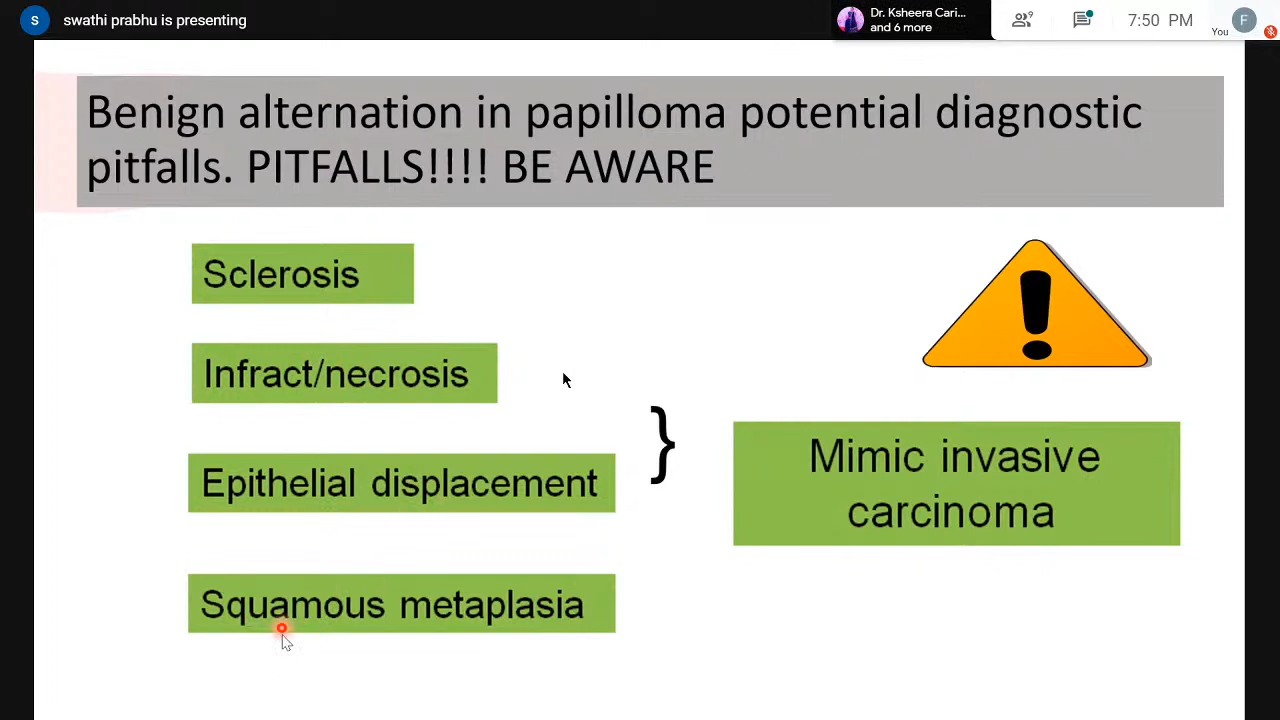 S
swathi prabhu is presenting
Dr. Ksheera Cari...
and 6 more
9
7:50 PM
You
F
Benign alternation in papilloma potential diagnostic
pitfalls. PITFALLS!!!! BE AWARE
Sclerosis
Infract/necrosis
Epithelial displacement
Squamous metaplasia
}
Mimic invasive
carcinoma
!